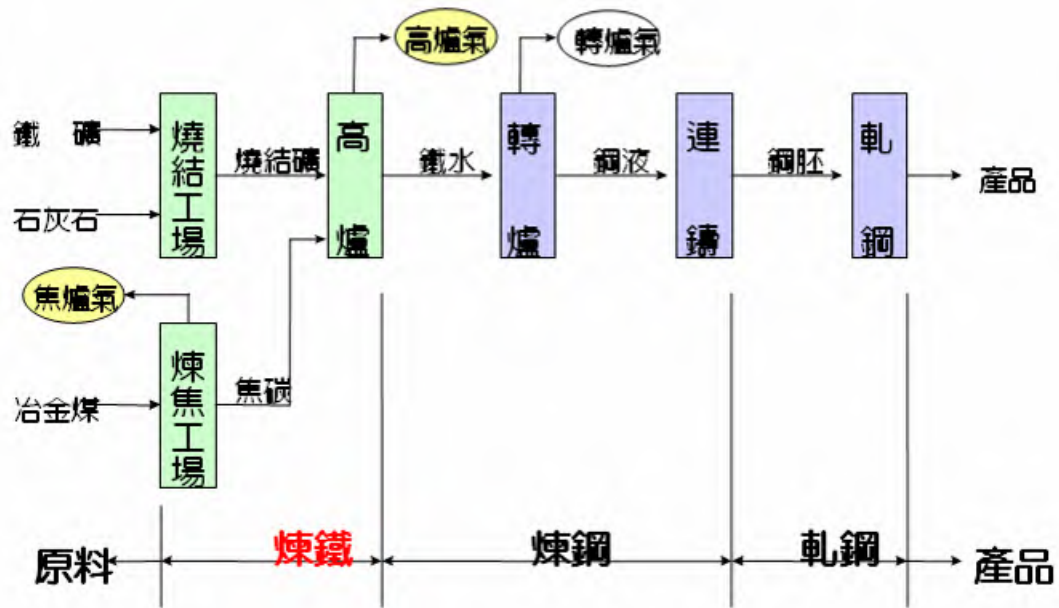 高爐氣
轉爐氣
鐵 礦
石灰石
燒結工場
燒結礦
高爐
鐵水
轉爐
鋼液
連鑄
鋼胚
軋鋼
產品
焦爐氣
冶金煤
煉焦工場
焦碳
原料
煉鐵
煉鋼
軋鋼
產品